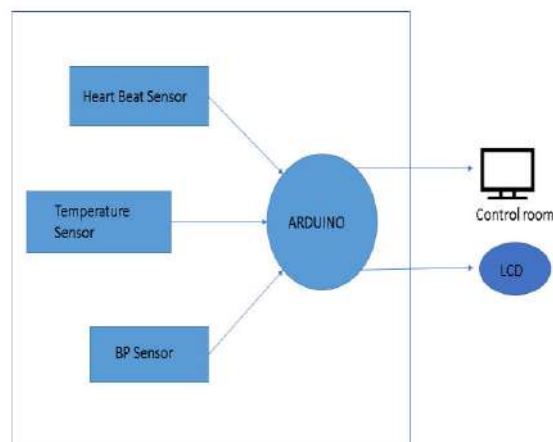 Heart Beat Sensor
Temperature
Sensor
ARDUINO
BP Sensor
Control room
LCD